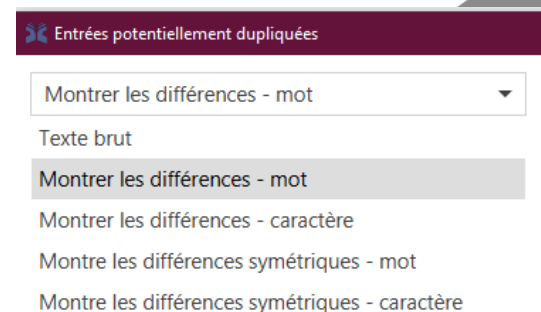 Entrées potentiellement dupliquées
Montrer les différences - mot
Texte brut
Montrer les différences - mot
Montrer les différences - caractère
Montre les différences symétriques - mot
Montre les différences symétriques - caractère